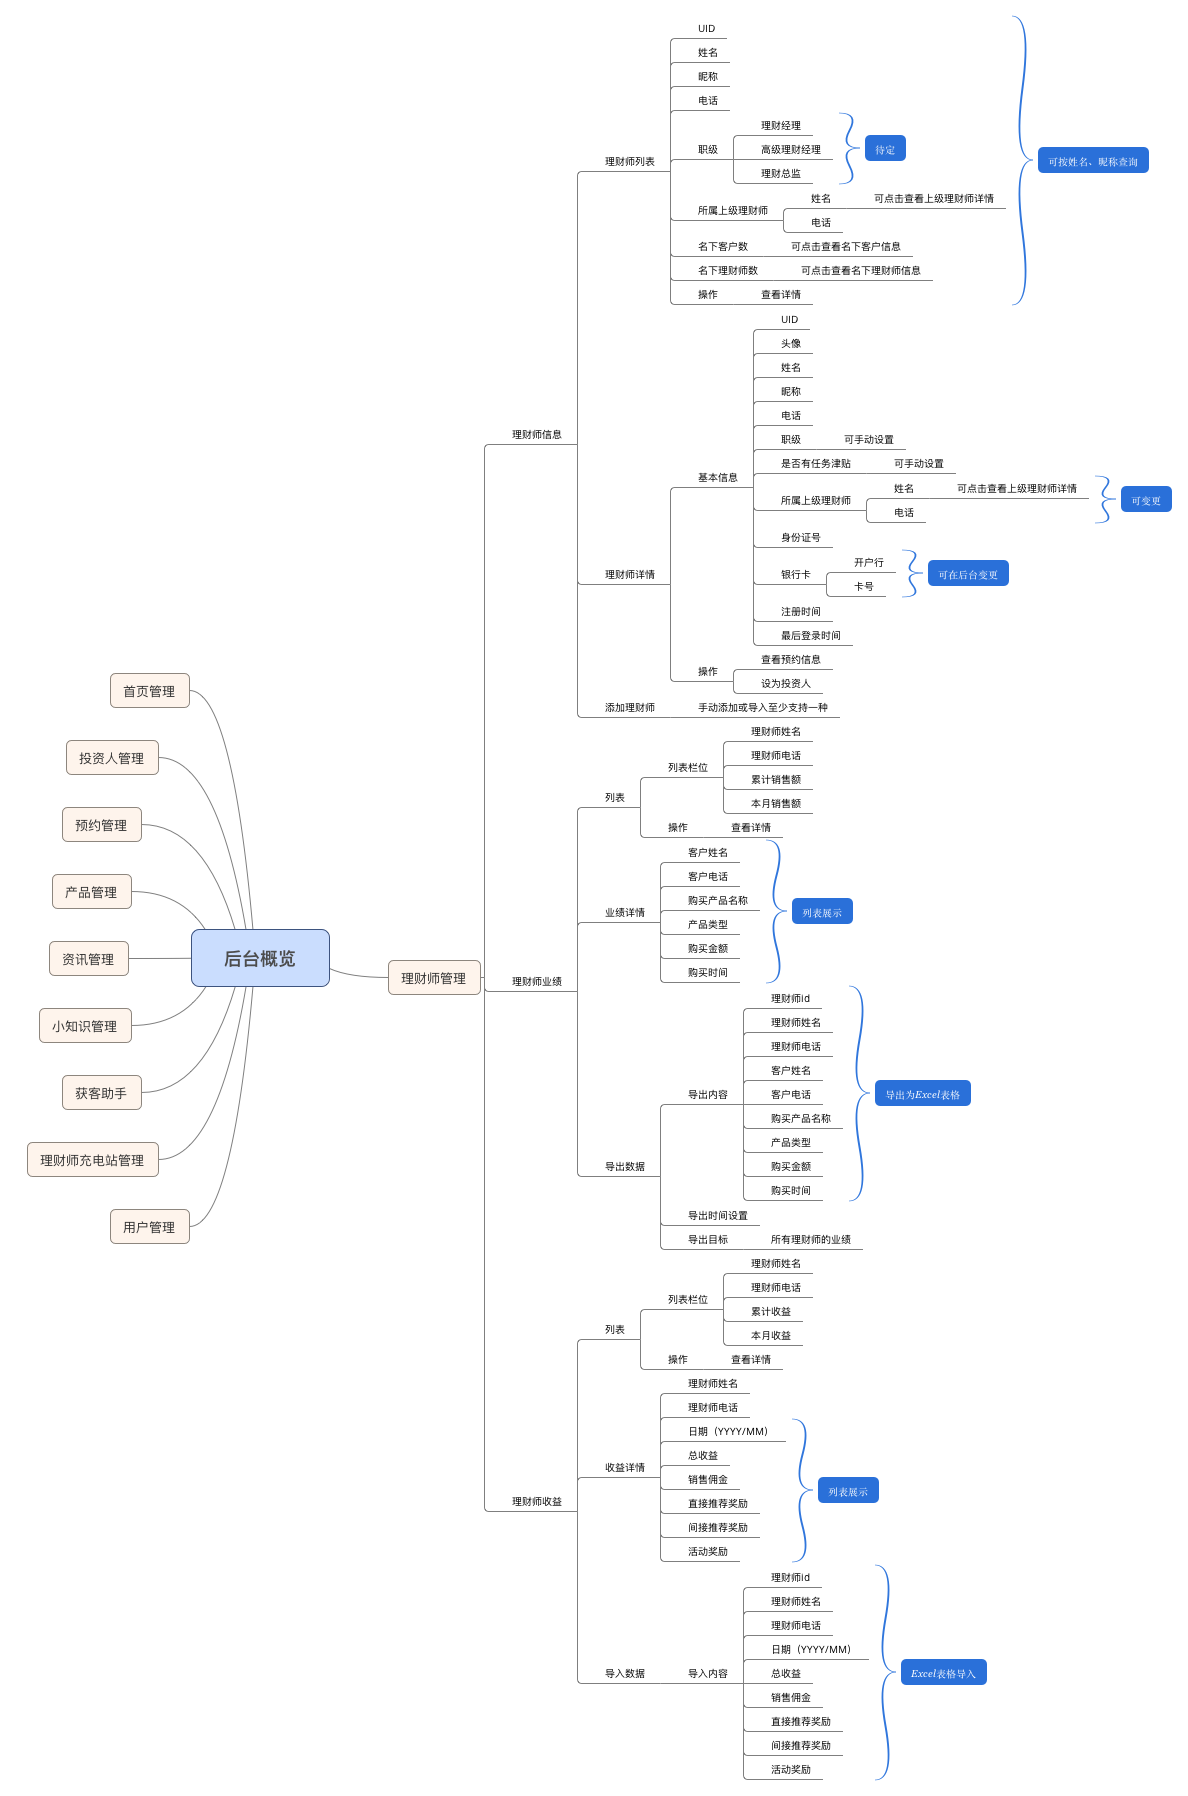 后台概览
首页管理
投资人管理
预约管理
产品管理
资讯管理
小知识管理
获客助手
理财师充电站管理
用户管理
理财师管理
理财师信息
理财师列表
UID
姓名
昵称
电话
职级
理财经理
高级理财经理
理财总监
待定
所属上级理财师
姓名
可点击查看上级理财师详情
电话
名下客户数
可点击查看名下客户信息
名下理财师数
可点击查看名下理财师信息
操作
查看详情
可按姓名、昵称查询
理财师详情
基本信息
UID
头像
姓名
昵称
电话
职级
可手动设置
是否有任务津贴
可手动设置
所属上级理财师
姓名
可点击查看上级理财师详情
电话
可变更
身份证号
银行卡
开户行
卡号
可在后台变更
注册时间
最后登录时间
操作
查看预约信息
设为投资人
添加理财师
手动添加或导入至少支持一种
理财师业绩
列表
列表栏位
理财师姓名
理财师电话
累计销售额
本月销售额
操作
查看详情
业绩详情
客户姓名
客户电话
购买产品名称
产品类型
购买金额
购买时间
列表展示
导出数据
导出内容
理财师id
理财师姓名
理财师电话
客户姓名
客户电话
购买产品名称
产品类型
购买金额
购买时间
导出为Excel表格
导出时间设置
导出目标
所有理财师的业绩
理财师收益
列表
列表栏位
理财师姓名
理财师电话
累计收益
本月收益
操作
查看详情
收益详情
理财师姓名
理财师电话
日期（YYYY/MM）
总收益
销售佣金
直接推荐奖励
间接推荐奖励
活动奖励
列表展示
导入数据
导入内容
理财师id
理财师姓名
理财师电话
日期（YYYY/MM）
总收益
销售佣金
直接推荐奖励
间接推荐奖励
活动奖励
Excel表格导入